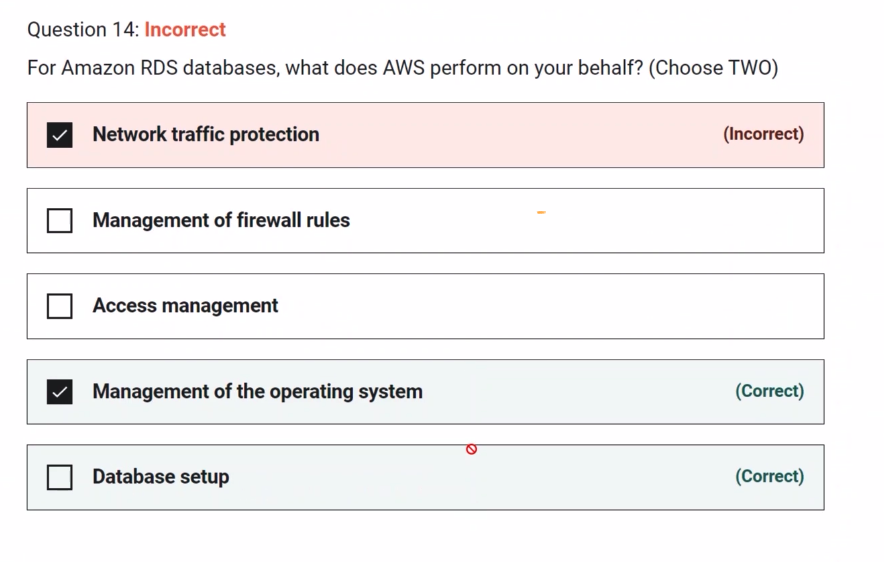 Question 14: Incorrect
For Amazon RDS databases, what does AWS perform on your behalf? (Choose TWO)
Network traffic protection (Incorrect)
Management of firewall rules
Access management
Management of the operating system (Correct)
Database setup (Correct)